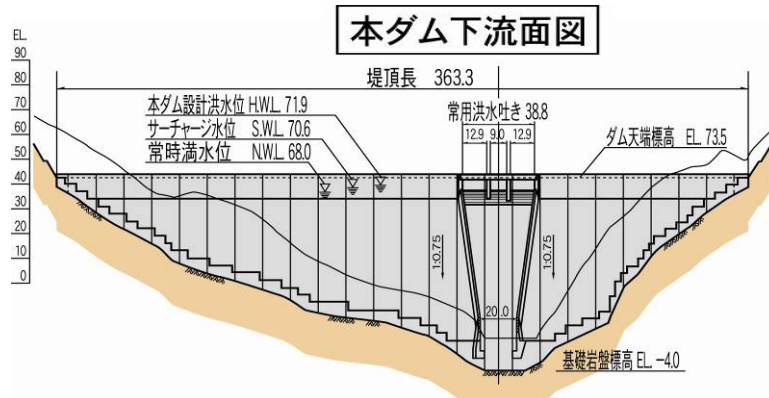 本ダム下流面図
EL.
90
80
70
60
50
40
30
20
10
0
堤頂長 363.3
本ダム設計洪水位 H.W.L. 71.9
サーチャージ水位 S.W.L. 70.6
常時満水位 N.W.L. 68.0
常用洪水吐き 38.8
12.9 9.0 12.9
ダム天端標高 EL. 73.5
1:0.75
1:0.75
20.0
基礎岩盤標高 EL. -4.0